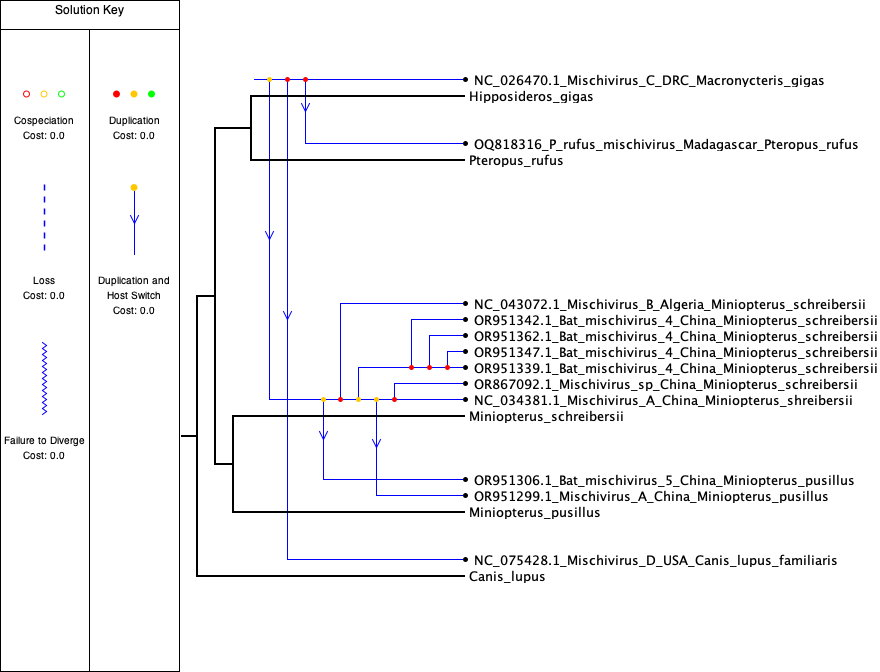 Solution Key
Cospeciation
Cost: 0.0
Duplication
Cost: 0.0
Loss
Cost: 0.0
Duplication and
Host Switch
Cost: 0.0
Failure to Diverge
Cost: 0.0
NC_026470.1_Mischivirus_C_DRC_Macronycteris_gigas
Hipposideros_gigas
OQ818316_P_rufus_mischivirus_Madagascar_Pteropus_rufus
Pteropus_rufus
NC_043072.1_Mischivirus_B_Algeria_Miniopterus_schreibersii
OR951342.1_Bat_mischivirus_4_China_Miniopterus_schreibersii
OR951362.1_Bat_mischivirus_4_China_Miniopterus_schreibersii
OR951347.1_Bat_mischivirus_4_China_Miniopterus_schreibersii
OR951339.1_Bat_mischivirus_4_China_Miniopterus_schreibersii
OR867092.1_Mischivirus_sp_China_Miniopterus_schreibersii
NC_034381.1_Mischivirus_A_China_Miniopterus_shreibersii
Miniopterus_schreibersii
OR951306.1_Bat_mischivirus_5_China_Miniopterus_pusillus
OR951299.1_Mischivirus_A_China_Miniopterus_pusillus
Miniopterus_pusillus
NC_075428.1_Mischivirus_D_USA_Canis_lupus_familiaris
Canis_lupus